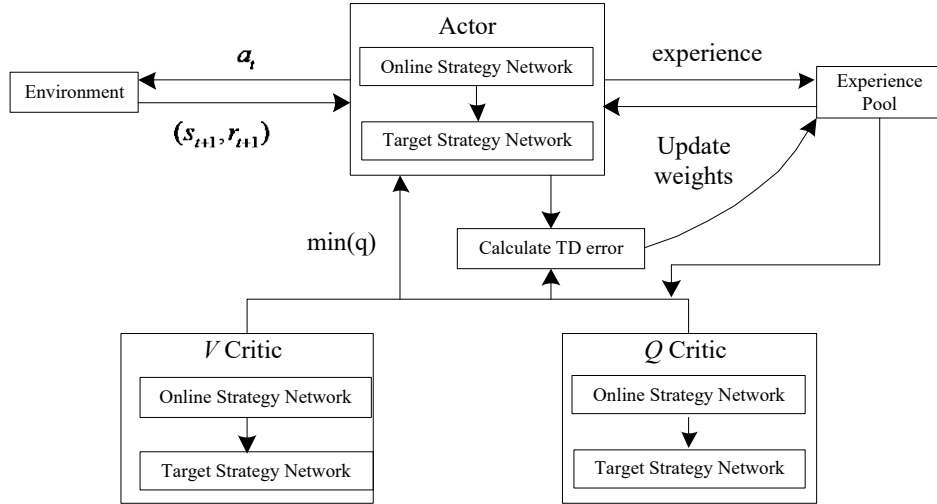 Actor
Online Strategy Network
Target Strategy Network
a_t
Environment
(s_{t+1}, r_{t+1})
experience
Experience
Pool
Update
weights
min(q)
Calculate TD error
V Critic
Online Strategy Network
Target Strategy Network
Q Critic
Online Strategy Network
Target Strategy Network